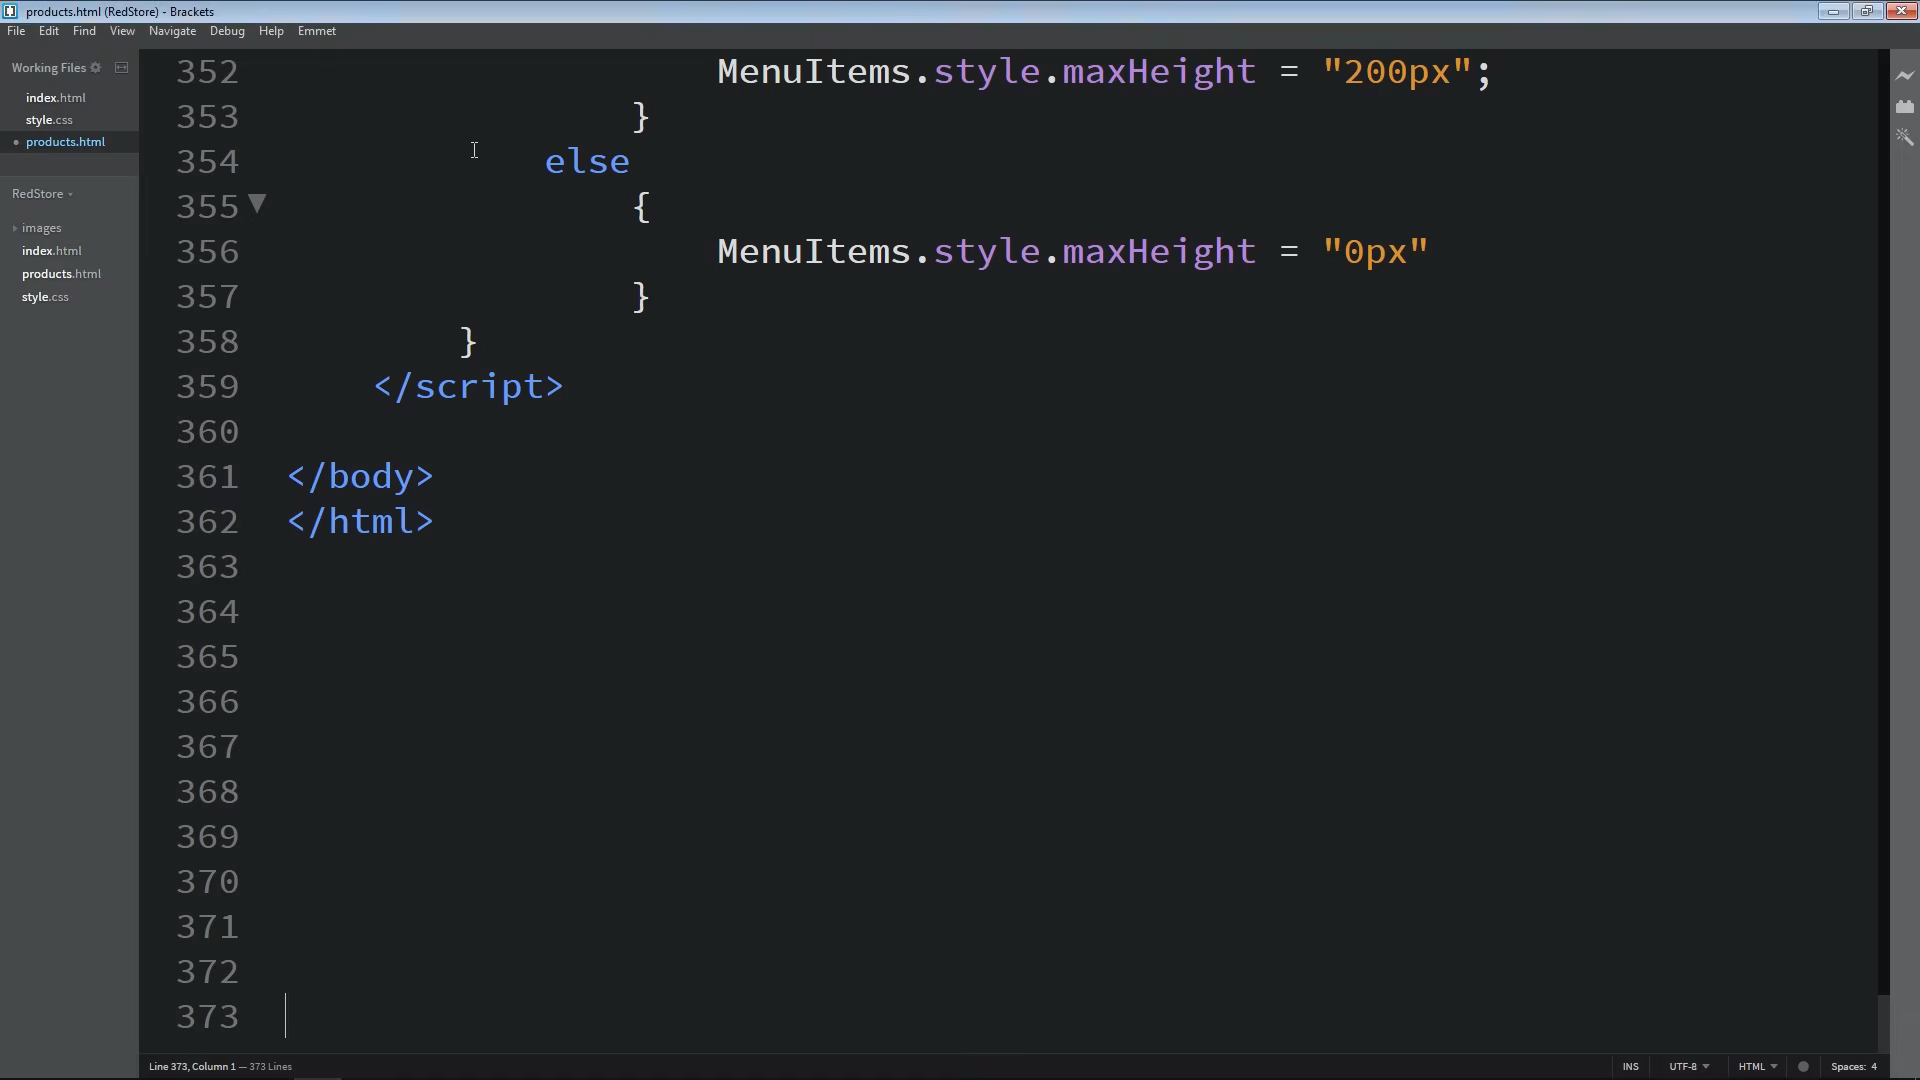 products.html (RedStore) - Brackets
File Edit Find View Navigate Debug Help Emmet
Working Files
index.html
style.css
products.html
RedStore
images
index.html
products.html
style.css
352 MenuItems.style.maxHeight = "200px";
353 }
354 else
355 {
356 MenuItems.style.maxHeight = "0px"
357 }
358 }
359 </script>
360
361 </body>
362 </html>
363
364
365
366
367
368
369
370
371
372
373
Line 373, Column 1 — 373 Lines
INS UTF-8 HTML Spaces: 4